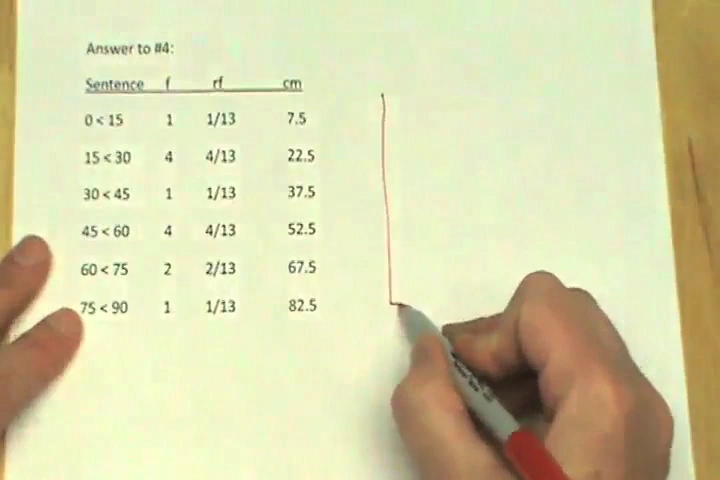 Answer to #4:
Sentence f rf cm
0 < 15 1 1/13 7.5
15 < 30 4 4/13 22.5
30 < 45 1 1/13 37.5
45 < 60 4 4/13 52.5
60 < 75 2 2/13 67.5
75 < 90 1 1/13 82.5